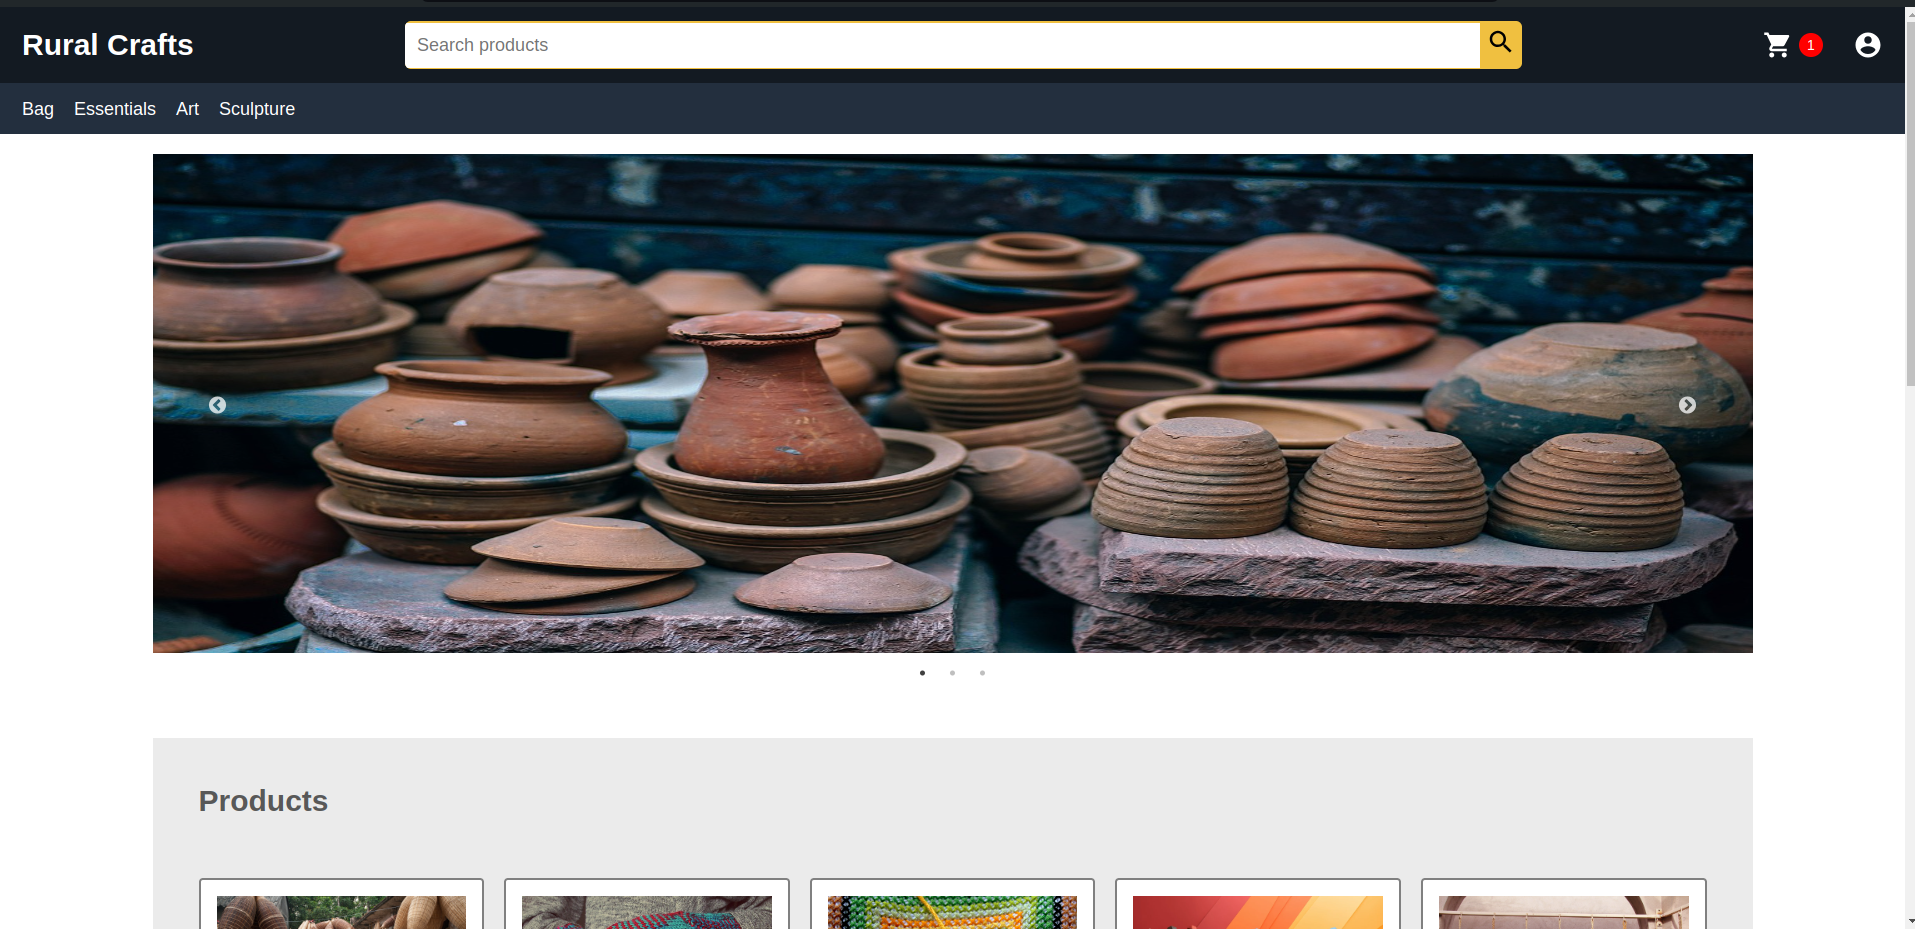 Rural Crafts
Search products
1
Bag Essentials Art Sculpture
Products